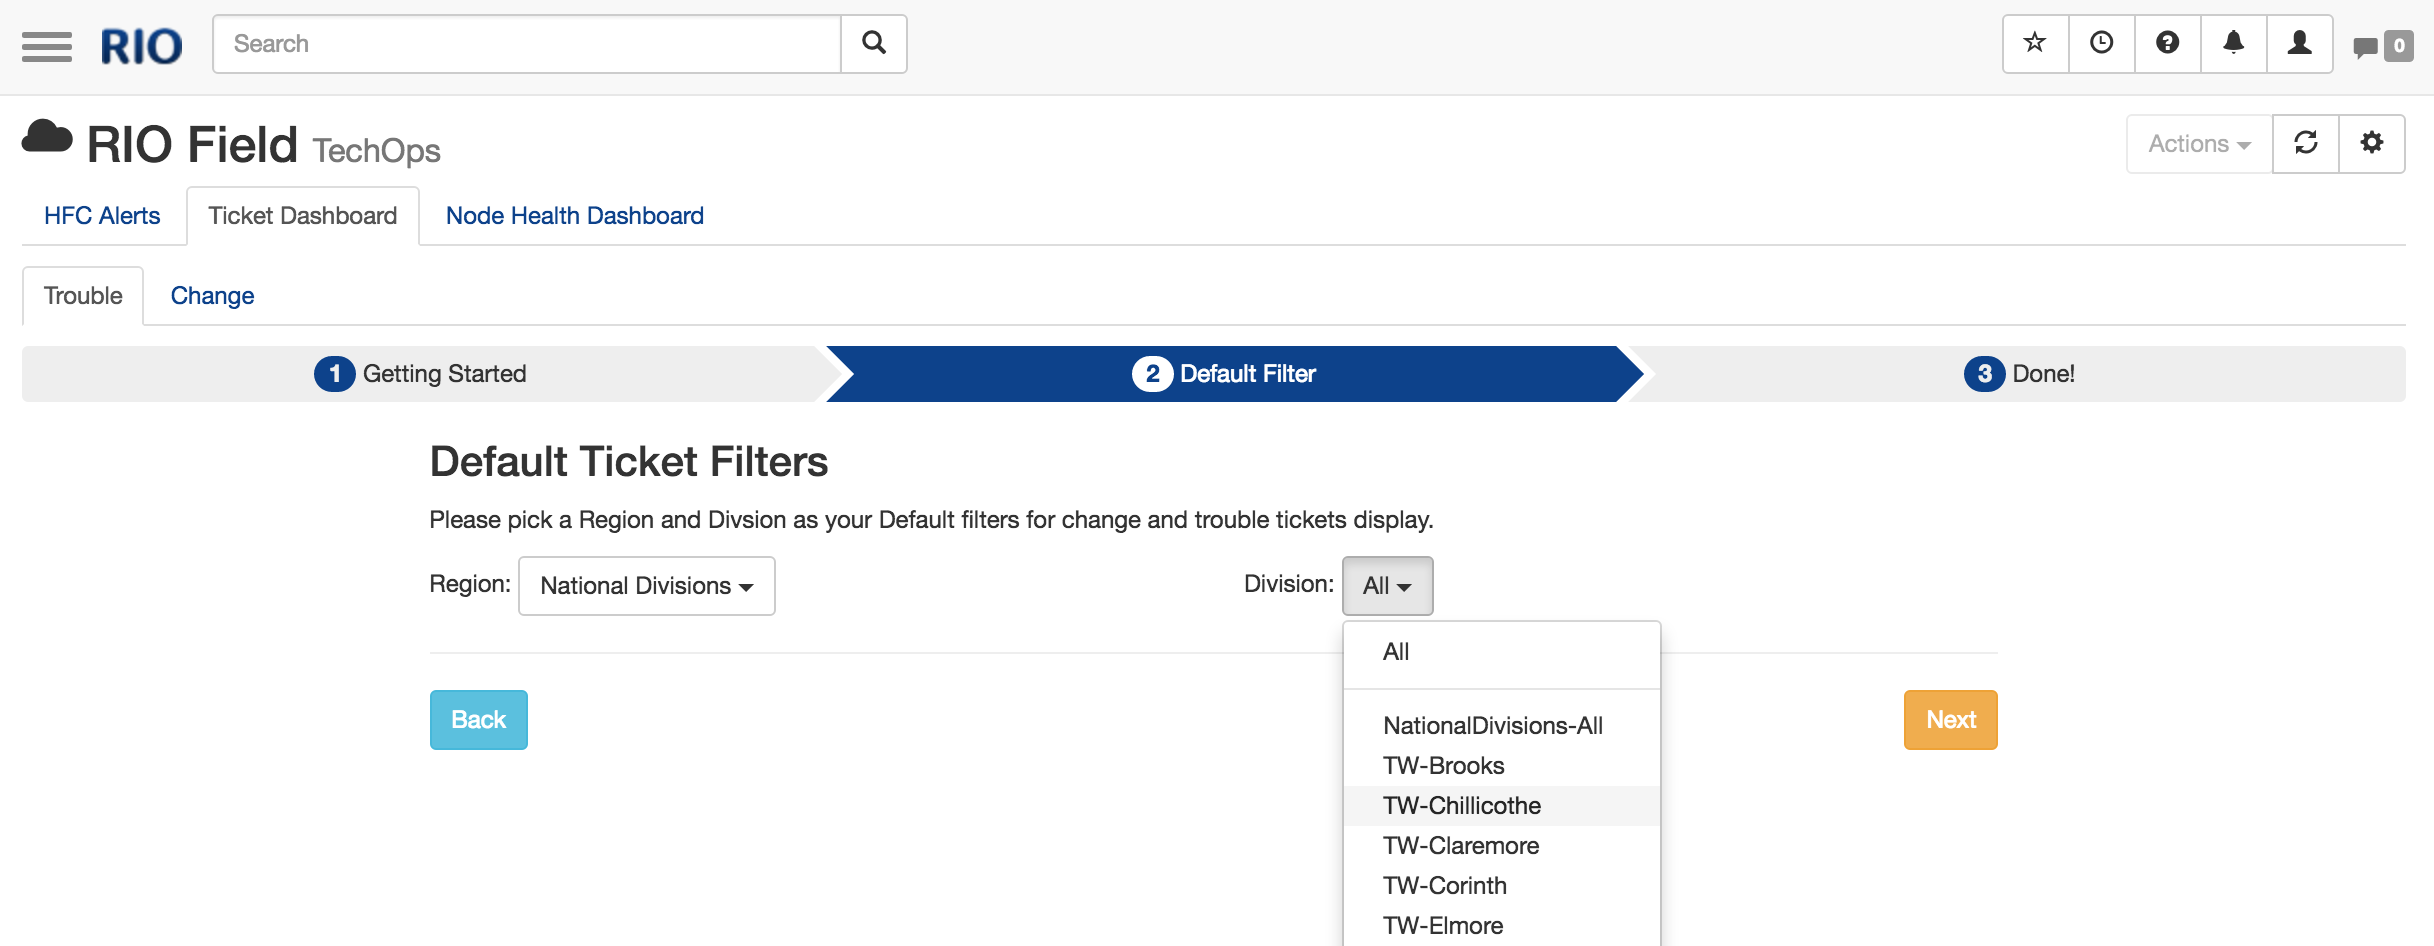 RIO Search 0
RIO Field TechOps Actions
HFC Alerts Ticket Dashboard Node Health Dashboard
Trouble Change
1 Getting Started 2 Default Filter 3 Done!
Default Ticket Filters
Please pick a Region and Divsion as your Default filters for change and trouble tickets display.
Region: National Divisions Division: All
All
Back Next
NationalDivisions-All
TW-Brooks
TW-Chillicothe
TW-Claremore
TW-Corinth
TW-Elmore